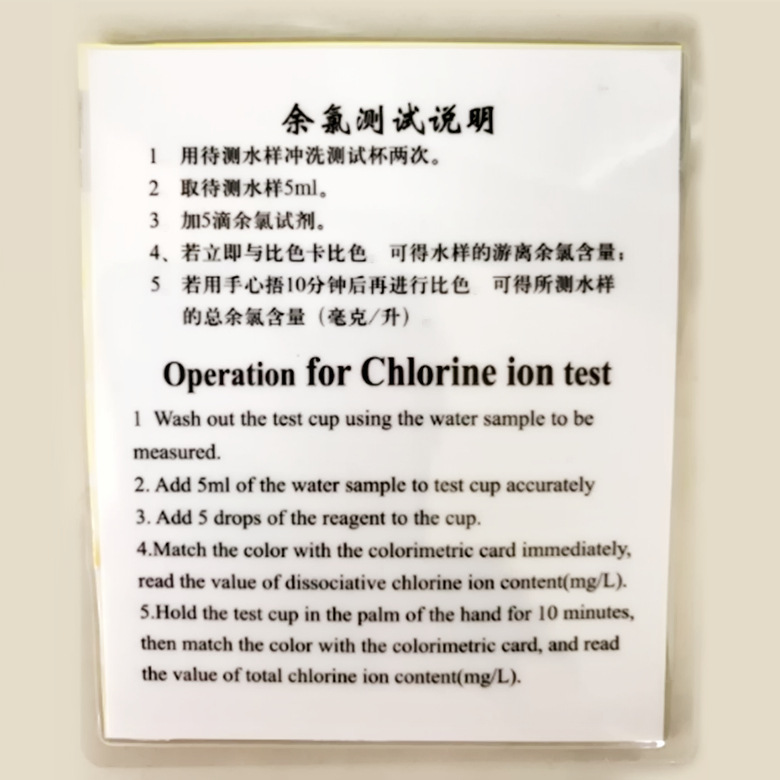 余氯测试说明
1 用待测水样冲洗测试杯两次。
2 取待测水样5ml。
3 加5滴余氯试剂。
4、若立即与比色卡比色 可得水样的游离余氯含量；
5 若用手心捂10分钟后再进行比色 可得所测水样
的总余氯含量（毫克/升）
Operation for Chlorine ion test
1 Wash out the test cup using the water sample to be
measured.
2. Add 5ml of the water sample to test cup accurately
3. Add 5 drops of the reagent to the cup.
4.Match the color with the colorimetric card immediately,
read the value of dissociative chlorine ion content(mg/L).
5.Hold the test cup in the palm of the hand for 10 minutes,
then match the color with the colorimetric card, and read
the value of total chlorine ion content(mg/L).